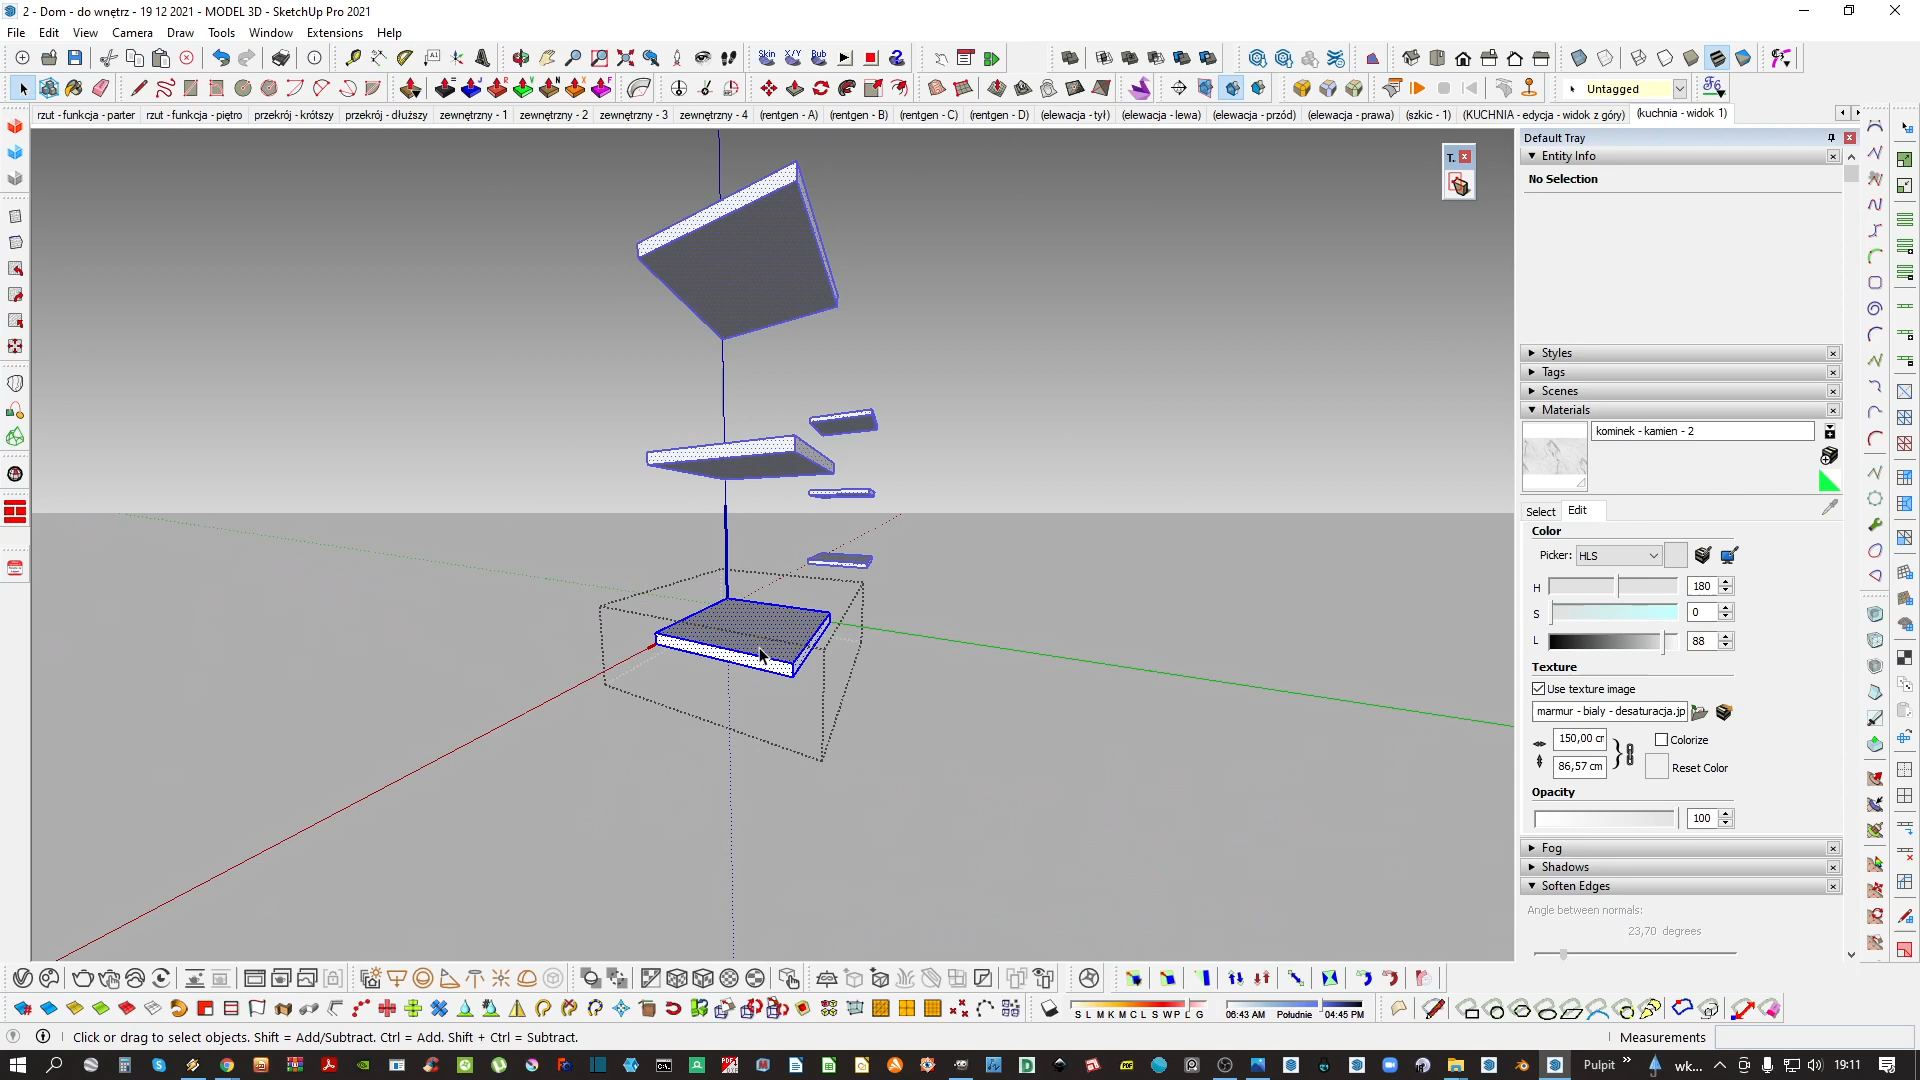 2 - Dom - do wnętrz - 19 12 2021 - MODEL 3D - SketchUp Pro 2021
File Edit View Camera Draw Tools Window Extensions Help
Skin X/Y Bub
Untagged
rzut - funkcja - parter rzut - funkcja - piętro przekrój - krótszy przekrój - dłuższy zewnętrzny - 1 zewnętrzny - 2 zewnętrzny - 3 zewnętrzny - 4 (rentgen - A) (rentgen - B) (rentgen - C) (rentgen - D) (elewacja - tył) (elewacja - lewa) (elewacja - przód) (elewacja - prawa) (szkic - 1) (KUCHNIA - edycja - widok z góry) (kuchnia - widok 1)
T.
Default Tray
Entity Info
No Selection
Styles
Tags
Scenes
Materials
kominek - kamien - 2
Select Edit
Color
Picker: HLS
H 180
S 0
L 88
Texture
Use texture image
marmur - bialy - desaturacja.jp
150,00 cr
Colorize
86,57 cm
Reset Color
Opacity
100
Fog
Shadows
Soften Edges
Angle between normals:
23,70 degrees
S L M K M C L S W P L G
06:43 AM Południe 04:45 PM
Click or drag to select objects. Shift = Add/Subtract. Ctrl = Add. Shift + Ctrl = Subtract.
Measurements
Pulpit
wk...
19:11